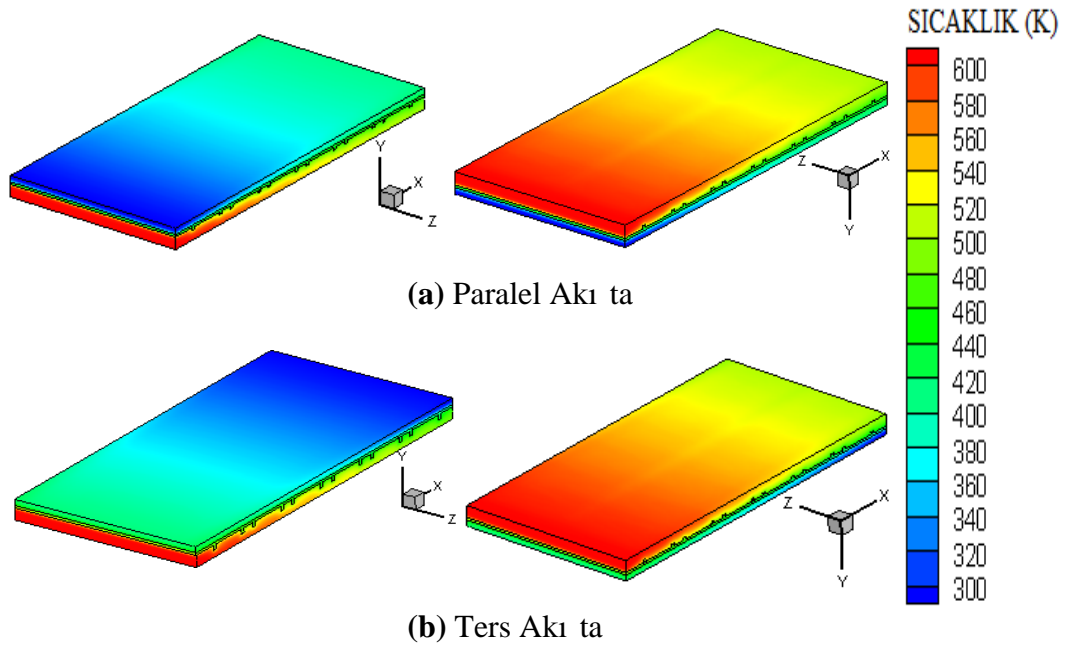 SICAKLIK (K)
600
580
560
540
520
500
480
460
440
420
400
380
360
340
320
300
Y
X
Z
Z
X
Y
(a) Paralel Akı ta
Y
X
Z
Z
X
Y
(b) Ters Akı ta